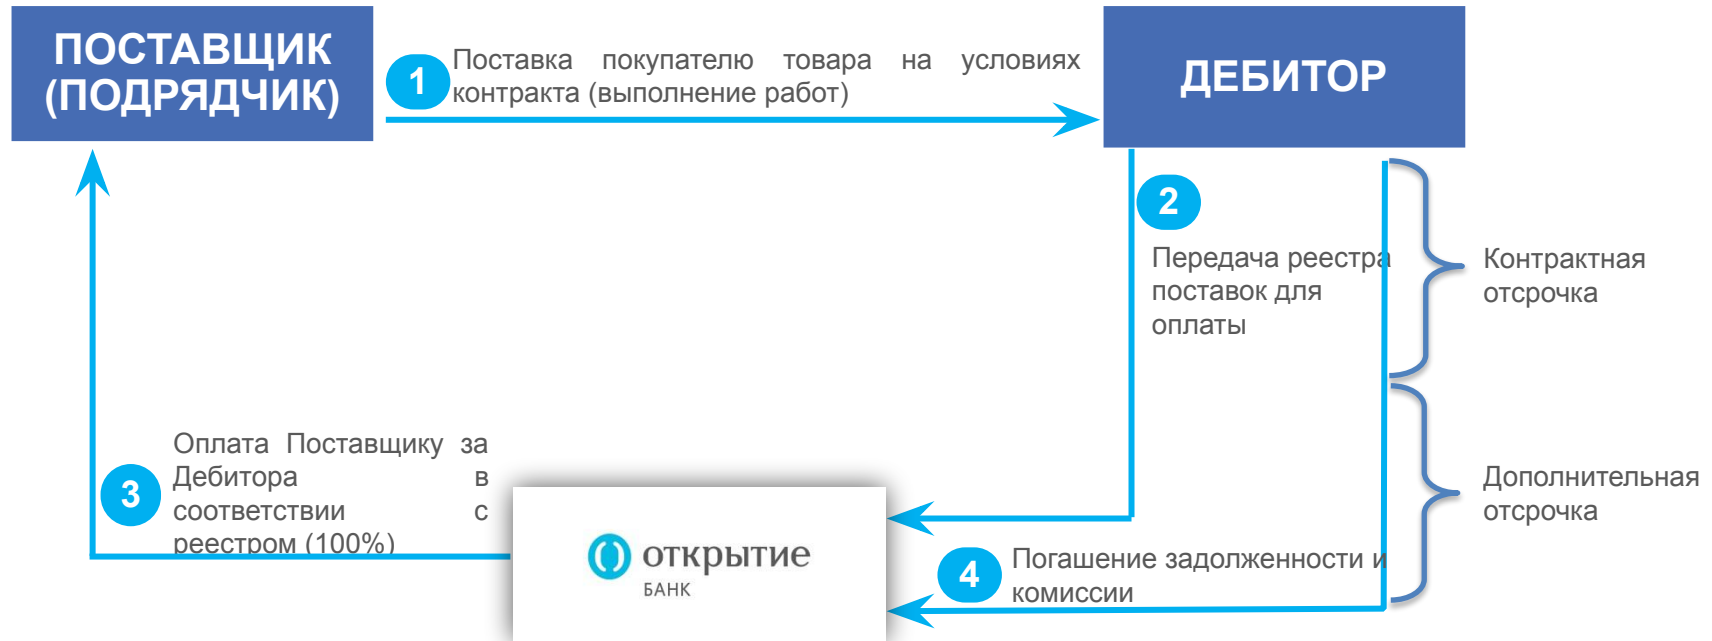 ПОСТАВЩИК
(ПОДРЯДЧИК)
1
Поставка покупателю товара на условиях
контракта (выполнение работ)
ДЕБИТОР
2
Передача реестра
поставок для
оплаты
Контрактная
отсрочка
3
Оплата Поставщику за
Дебитора в
соответствии с
реестром (100%)
открытие
БАНК
4
Погашение задолженности и
комиссии
Дополнительная
отсрочка